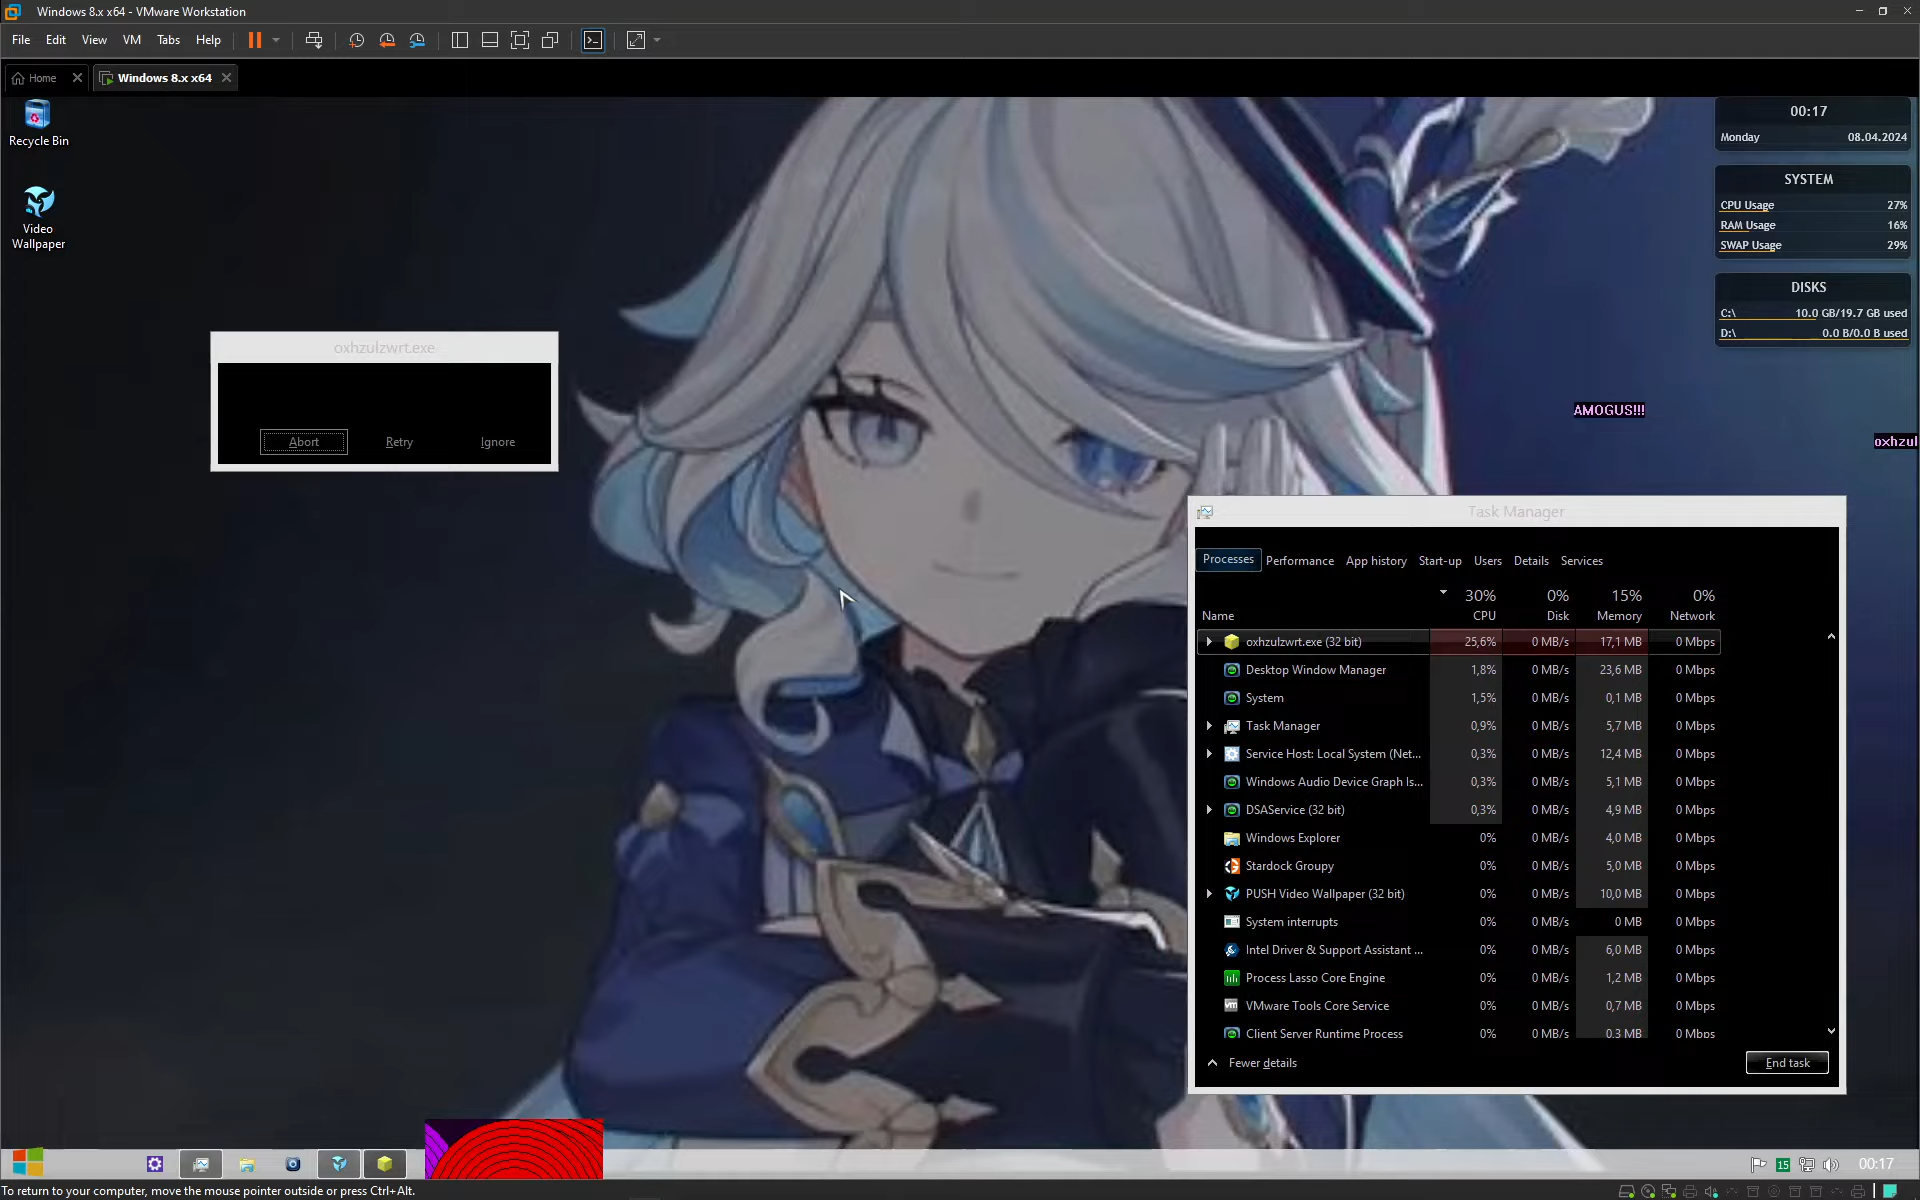 Windows 8.x x64 - VMware Workstation
File Edit View VM Tabs Help
Home
Windows 8.x x64
Recycle Bin
Video
Wallpaper
00:17
Monday 08.04.2024
SYSTEM
CPU Usage 27%
RAM Usage 16%
SWAP Usage 29%
DISKS
C:\ 10.0 GB/19.7 GB used
D:\ 0.0 B/0.0 B used
oxhzulzwrt.exe
Abort Retry Ignore
AMOGUS!!!
oxhzul
Task Manager
Processes Performance App history Start-up Users Details Services
30% 0% 15% 0%
Name CPU Disk Memory Network
oxhzulzwrt.exe (32 bit) 25,6% 0 MB/s 17,1 MB 0 Mbps
Desktop Window Manager 1,8% 0 MB/s 23,6 MB 0 Mbps
System 1,5% 0 MB/s 0,1 MB 0 Mbps
Task Manager 0,9% 0 MB/s 5,7 MB 0 Mbps
Service Host: Local System (Net... 0,3% 0 MB/s 12,4 MB 0 Mbps
Windows Audio Device Graph Is... 0,3% 0 MB/s 5,1 MB 0 Mbps
DSAService (32 bit) 0,3% 0 MB/s 4,9 MB 0 Mbps
Windows Explorer 0% 0 MB/s 4,0 MB 0 Mbps
Stardock Groupy 0% 0 MB/s 5,0 MB 0 Mbps
PUSH Video Wallpaper (32 bit) 0% 0 MB/s 10,0 MB 0 Mbps
System interrupts 0% 0 MB/s 0 MB 0 Mbps
Intel Driver & Support Assistant ... 0% 0 MB/s 6,0 MB 0 Mbps
Process Lasso Core Engine 0% 0 MB/s 1,2 MB 0 Mbps
VMware Tools Core Service 0% 0 MB/s 0,7 MB 0 Mbps
Client Server Runtime Process 0% 0 MB/s 0,3 MB 0 Mbps
Fewer details End task
15 00:17
To return to your computer, move the mouse pointer outside or press Ctrl+Alt.